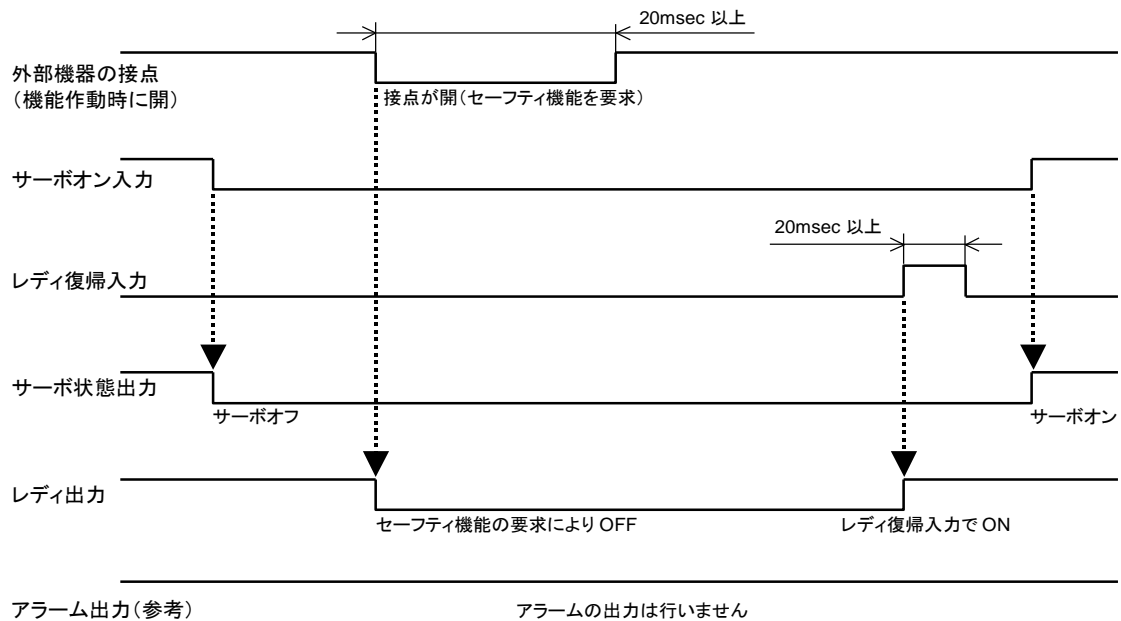 20msec 以上
外部機器の接点
（機能作動時に開）
接点が開（セーフティ機能を要求）
サーボオン入力
20msec 以上
レディ復帰入力
サーボ状態出力
サーボオフ
サーボオン
レディ出力
セーフティ機能の要求により OFF
レディ復帰入力で ON
アラーム出力（参考）
アラームの出力は行いません